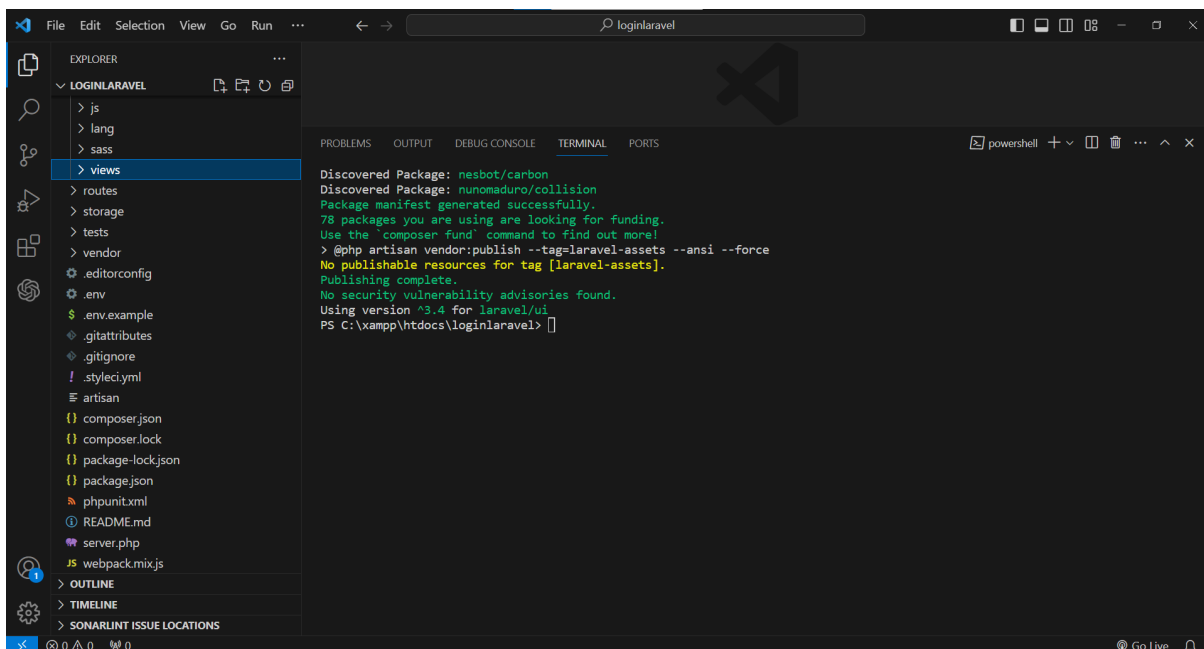 File Edit Selection View Go Run ···
loginlaravel
EXPLORER
LOGINLARAVEL
js
lang
sass
views
routes
storage
tests
vendor
.editorconfig
.env
.env.example
.gitattributes
.gitignore
.styleci.yml
artisan
composer.json
composer.lock
package-lock.json
package.json
phpunit.xml
README.md
server.php
webpack.mix.js
OUTLINE
TIMELINE
SONARLINT ISSUE LOCATIONS
PROBLEMS OUTPUT DEBUG CONSOLE TERMINAL PORTS
powershell
Discovered Package: nesbot/carbon
Discovered Package: nunomaduro/collision
Package manifest generated successfully.
78 packages you are using are looking for funding.
Use the `composer fund` command to find out more!
> @php artisan vendor:publish --tag=laravel-assets --ansi --force
No publishable resources for tag [laravel-assets].
Publishing complete.
No security vulnerability advisories found.
Using version ^3.4 for laravel/ui
PS C:\xampp\htdocs\loginlaravel>
1
0 0 0
Go Live